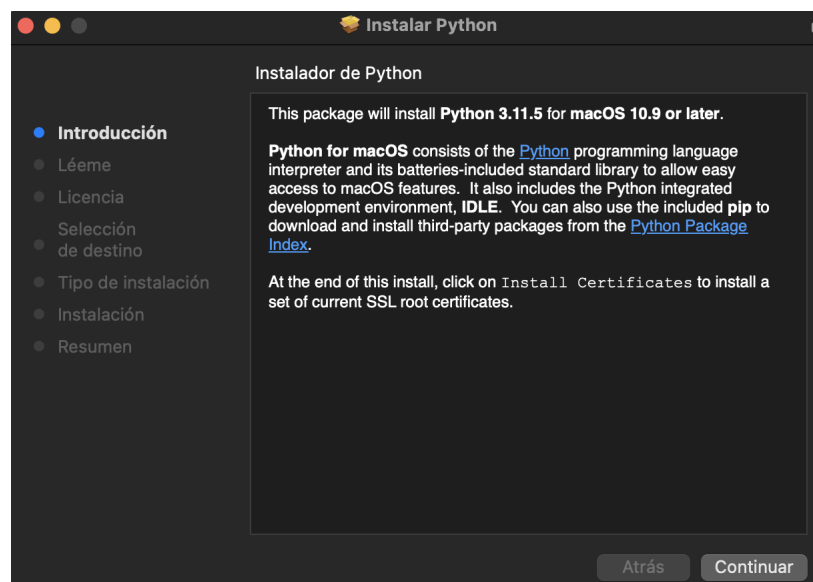 Instalar Python
Instalador de Python
Introducción
Léeme
Licencia
Selección
de destino
Tipo de instalación
Instalación
Resumen
This package will install Python 3.11.5 for macOS 10.9 or later.
Python for macOS consists of the Python programming language
interpreter and its batteries-included standard library to allow easy
access to macOS features.  It also includes the Python integrated
development environment, IDLE.  You can also use the included pip to
download and install third-party packages from the Python Package
Index.
At the end of this install, click on Install Certificates to install a
set of current SSL root certificates.
Atrás
Continuar